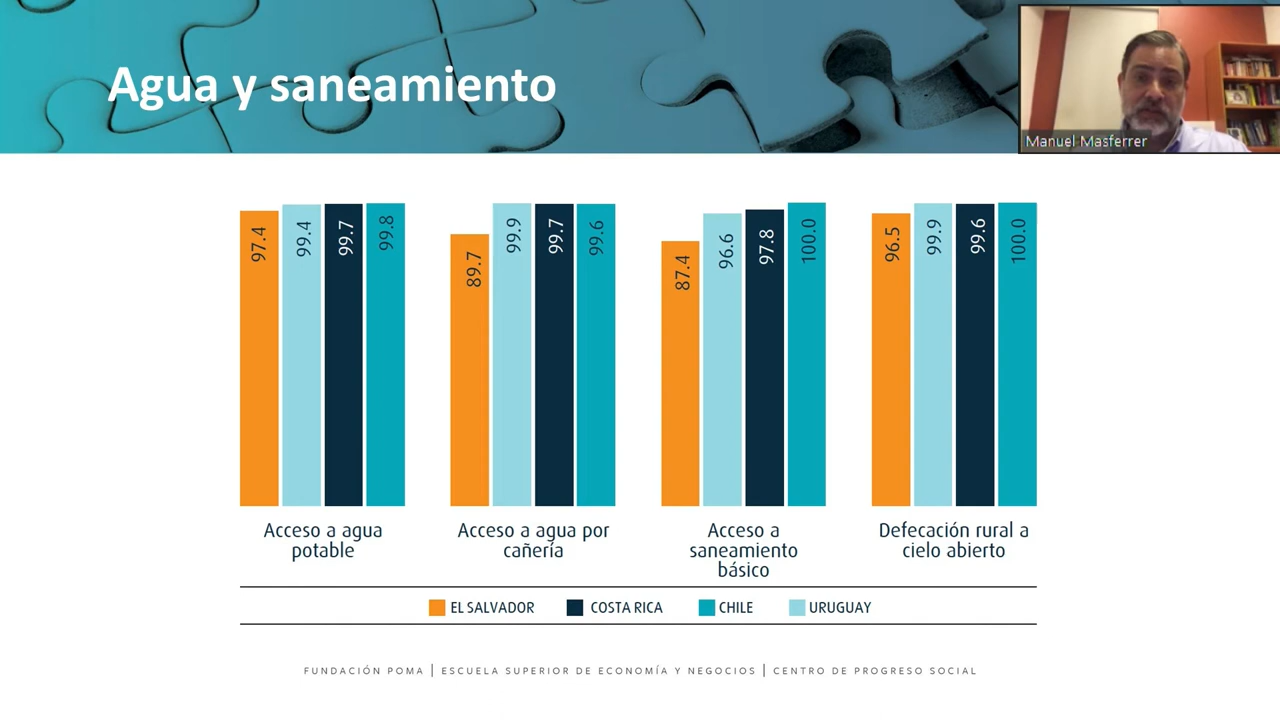 Agua y saneamiento
Manuel Masferrer
97.4
99.4
99.7
99.8
89.7
99.9
99.7
99.6
87.4
96.6
97.8
100.0
96.5
99.9
99.6
100.0
Acceso a agua
potable
Acceso a agua por
cañería
Acceso a
saneamiento
básico
Defecación rural a
cielo abierto
EL SALVADOR
COSTA RICA
CHILE
URUGUAY
FUNDACIÓN POMA | ESCUELA SUPERIOR DE ECONOMÍA Y NEGOCIOS | CENTRO DE PROGRESO SOCIAL